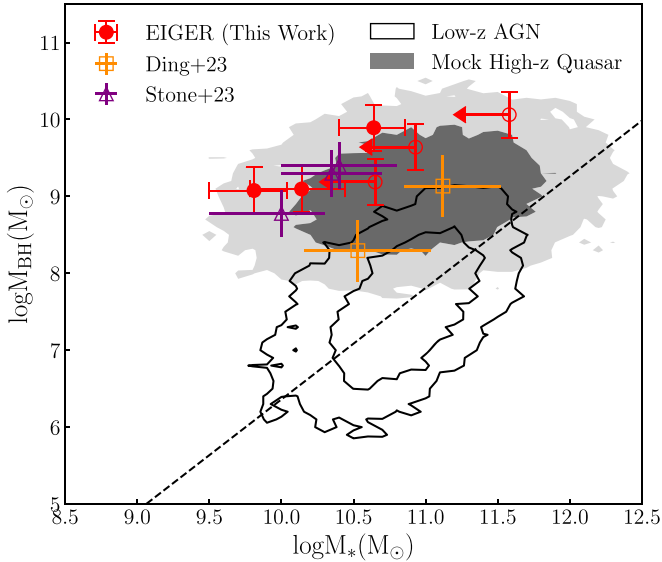 EIGER (This Work)
Ding+23
Stone+23
Low-z AGN
Mock High-z Quasar
11
10
9
8
7
6
5
8.5 9.0 9.5 10.0 10.5 11.0 11.5 12.0 12.5
logM_BH(M_⊙)
logM_*(M_⊙)